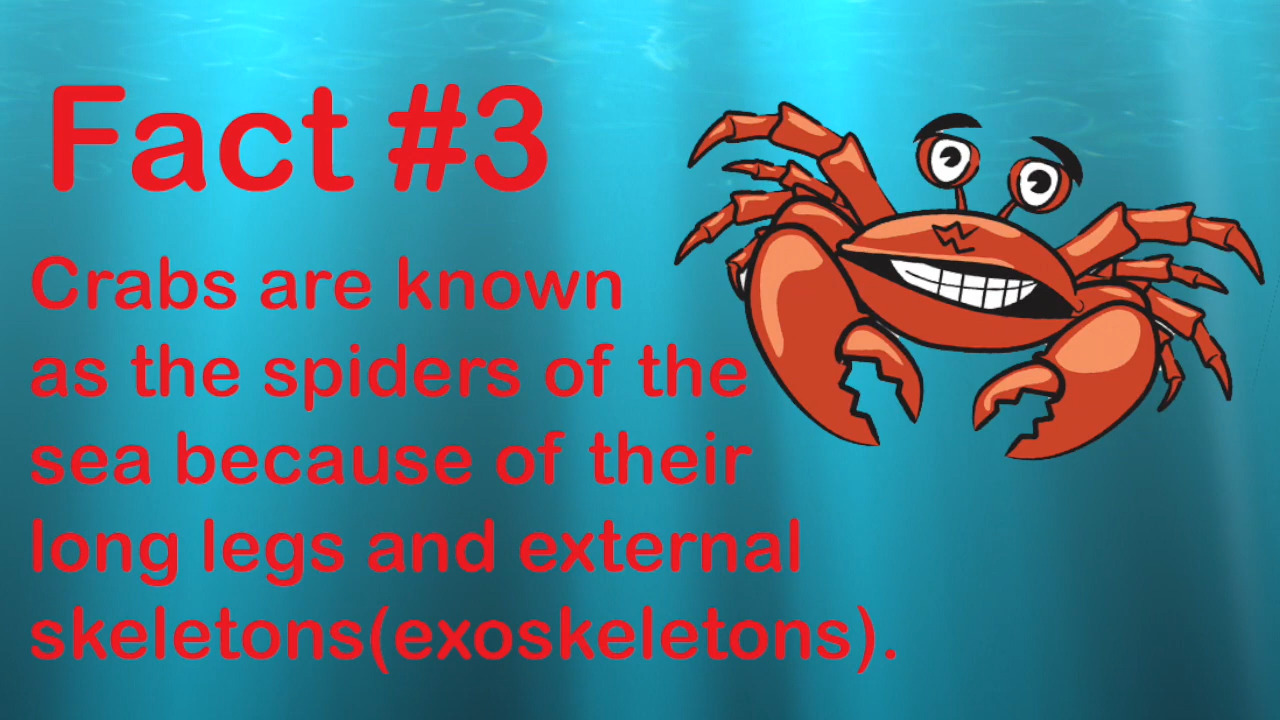 Fact #3
Crabs are known
as the spiders of the
sea because of their
long legs and external
skeletons(exoskeletons).